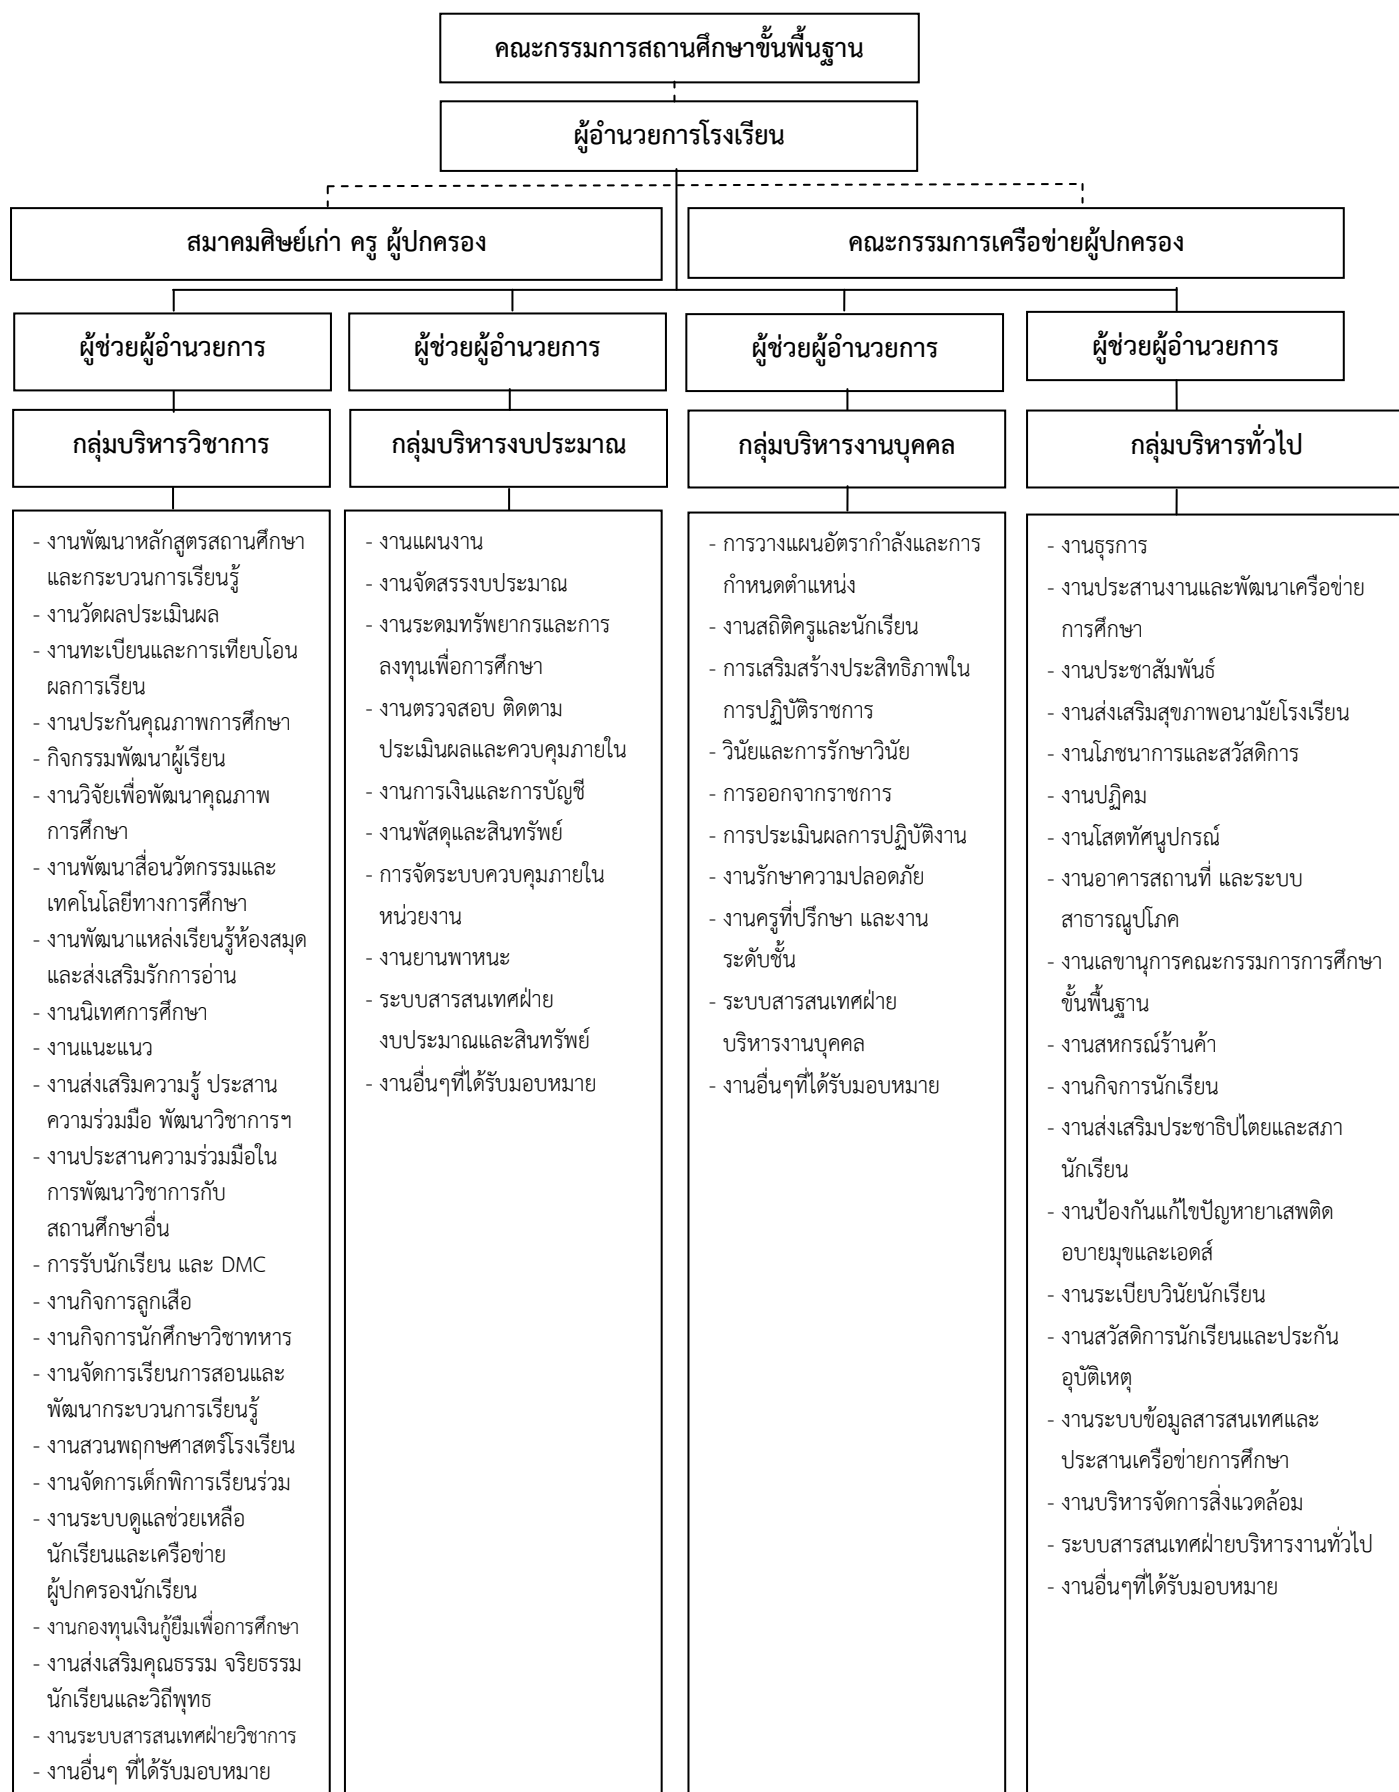 คณะกรรมการสถานศึกษาขั้นพื้นฐาน
ผู้อำนวยการโรงเรียน
สมาคมศิษย์เก่า ครู ผู้ปกครอง
คณะกรรมการเครือข่ายผู้ปกครอง
ผู้ช่วยผู้อำนวยการ
ผู้ช่วยผู้อำนวยการ
ผู้ช่วยผู้อำนวยการ
ผู้ช่วยผู้อำนวยการ
กลุ่มบริหารวิชาการ
กลุ่มบริหารงบประมาณ
กลุ่มบริหารงานบุคคล
กลุ่มบริหารทั่วไป
- งานพัฒนาหลักสูตรสถานศึกษา
และกระบวนการเรียนรู้
- งานวัดผลประเมินผล
- งานทะเบียนและการเทียบโอน
ผลการเรียน
- งานประกันคุณภาพการศึกษา
- กิจกรรมพัฒนาผู้เรียน
- งานวิจัยเพื่อพัฒนาคุณภาพ
การศึกษา
- งานพัฒนาสื่อนวัตกรรมและ
เทคโนโลยีทางการศึกษา
- งานพัฒนาแหล่งเรียนรู้ห้องสมุด
และส่งเสริมรักการอ่าน
- งานนิเทศการศึกษา
- งานแนะแนว
- งานส่งเสริมความรู้ ประสาน
ความร่วมมือ พัฒนาวิชาการฯ
- งานประสานความร่วมมือใน
การพัฒนาวิชาการกับ
สถานศึกษาอื่น
- การรับนักเรียน และ DMC
- งานกิจการลูกเสือ
- งานกิจการนักศึกษาวิชาทหาร
- งานจัดการเรียนการสอนและ
พัฒนากระบวนการเรียนรู้
- งานสวนพฤกษศาสตร์โรงเรียน
- งานจัดการเด็กพิการเรียนร่วม
- งานระบบดูแลช่วยเหลือ
นักเรียนและเครือข่าย
ผู้ปกครองนักเรียน
- งานกองทุนเงินกู้ยืมเพื่อการศึกษา
- งานส่งเสริมคุณธรรม จริยธรรม
นักเรียนและวิถีพุทธ
- งานระบบสารสนเทศฝ่ายวิชาการ
- งานอื่นๆ ที่ได้รับมอบหมาย
- งานแผนงาน
- งานจัดสรรงบประมาณ
- งานระดมทรัพยากรและการ
ลงทุนเพื่อการศึกษา
- งานตรวจสอบ ติดตาม
ประเมินผลและควบคุมภายใน
- งานการเงินและการบัญชี
- งานพัสดุและสินทรัพย์
- การจัดระบบควบคุมภายใน
หน่วยงาน
- งานยานพาหนะ
- ระบบสารสนเทศฝ่าย
งบประมาณและสินทรัพย์
- งานอื่นๆที่ได้รับมอบหมาย
- การวางแผนอัตรากำลังและการ
กำหนดตำแหน่ง
- งานสถิติครูและนักเรียน
- การเสริมสร้างประสิทธิภาพใน
การปฏิบัติราชการ
- วินัยและการรักษาวินัย
- การออกจากราชการ
- การประเมินผลการปฏิบัติงาน
- งานรักษาความปลอดภัย
- งานครูที่ปรึกษา และงาน
ระดับชั้น
- ระบบสารสนเทศฝ่าย
บริหารงานบุคคล
- งานอื่นๆที่ได้รับมอบหมาย
- งานธุรการ
- งานประสานงานและพัฒนาเครือข่าย
การศึกษา
- งานประชาสัมพันธ์
- งานส่งเสริมสุขภาพอนามัยโรงเรียน
- งานโภชนาการและสวัสดิการ
- งานปฏิคม
- งานโสตทัศนูปกรณ์
- งานอาคารสถานที่ และระบบ
สาธารณูปโภค
- งานเลขานุการคณะกรรมการการศึกษา
ขั้นพื้นฐาน
- งานสหกรณ์ร้านค้า
- งานกิจการนักเรียน
- งานส่งเสริมประชาธิปไตยและสภา
นักเรียน
- งานป้องกันแก้ไขปัญหายาเสพติด
อบายมุขและเอดส์
- งานระเบียบวินัยนักเรียน
- งานสวัสดิการนักเรียนและประกัน
อุบัติเหตุ
- งานระบบข้อมูลสารสนเทศและ
ประสานเครือข่ายการศึกษา
- งานบริหารจัดการสิ่งแวดล้อม
- ระบบสารสนเทศฝ่ายบริหารงานทั่วไป
- งานอื่นๆที่ได้รับมอบหมาย